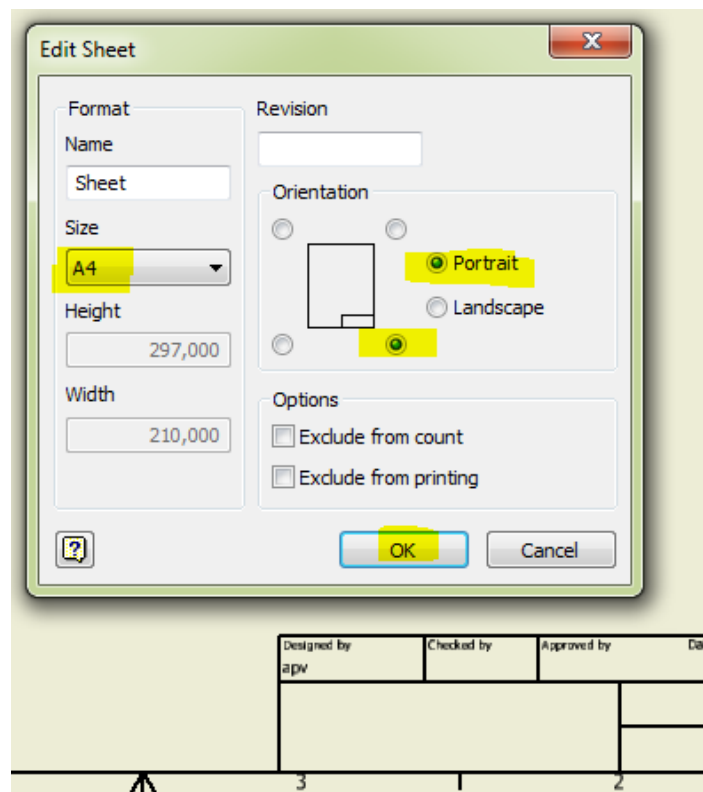 Edit Sheet
Format
Name
Sheet
Size
A4
Height
297,000
Width
210,000
Revision
Orientation
Portrait
Landscape
Options
Exclude from count
Exclude from printing
OK
Cancel
Designed by Checked by Approved by
apv
3 2